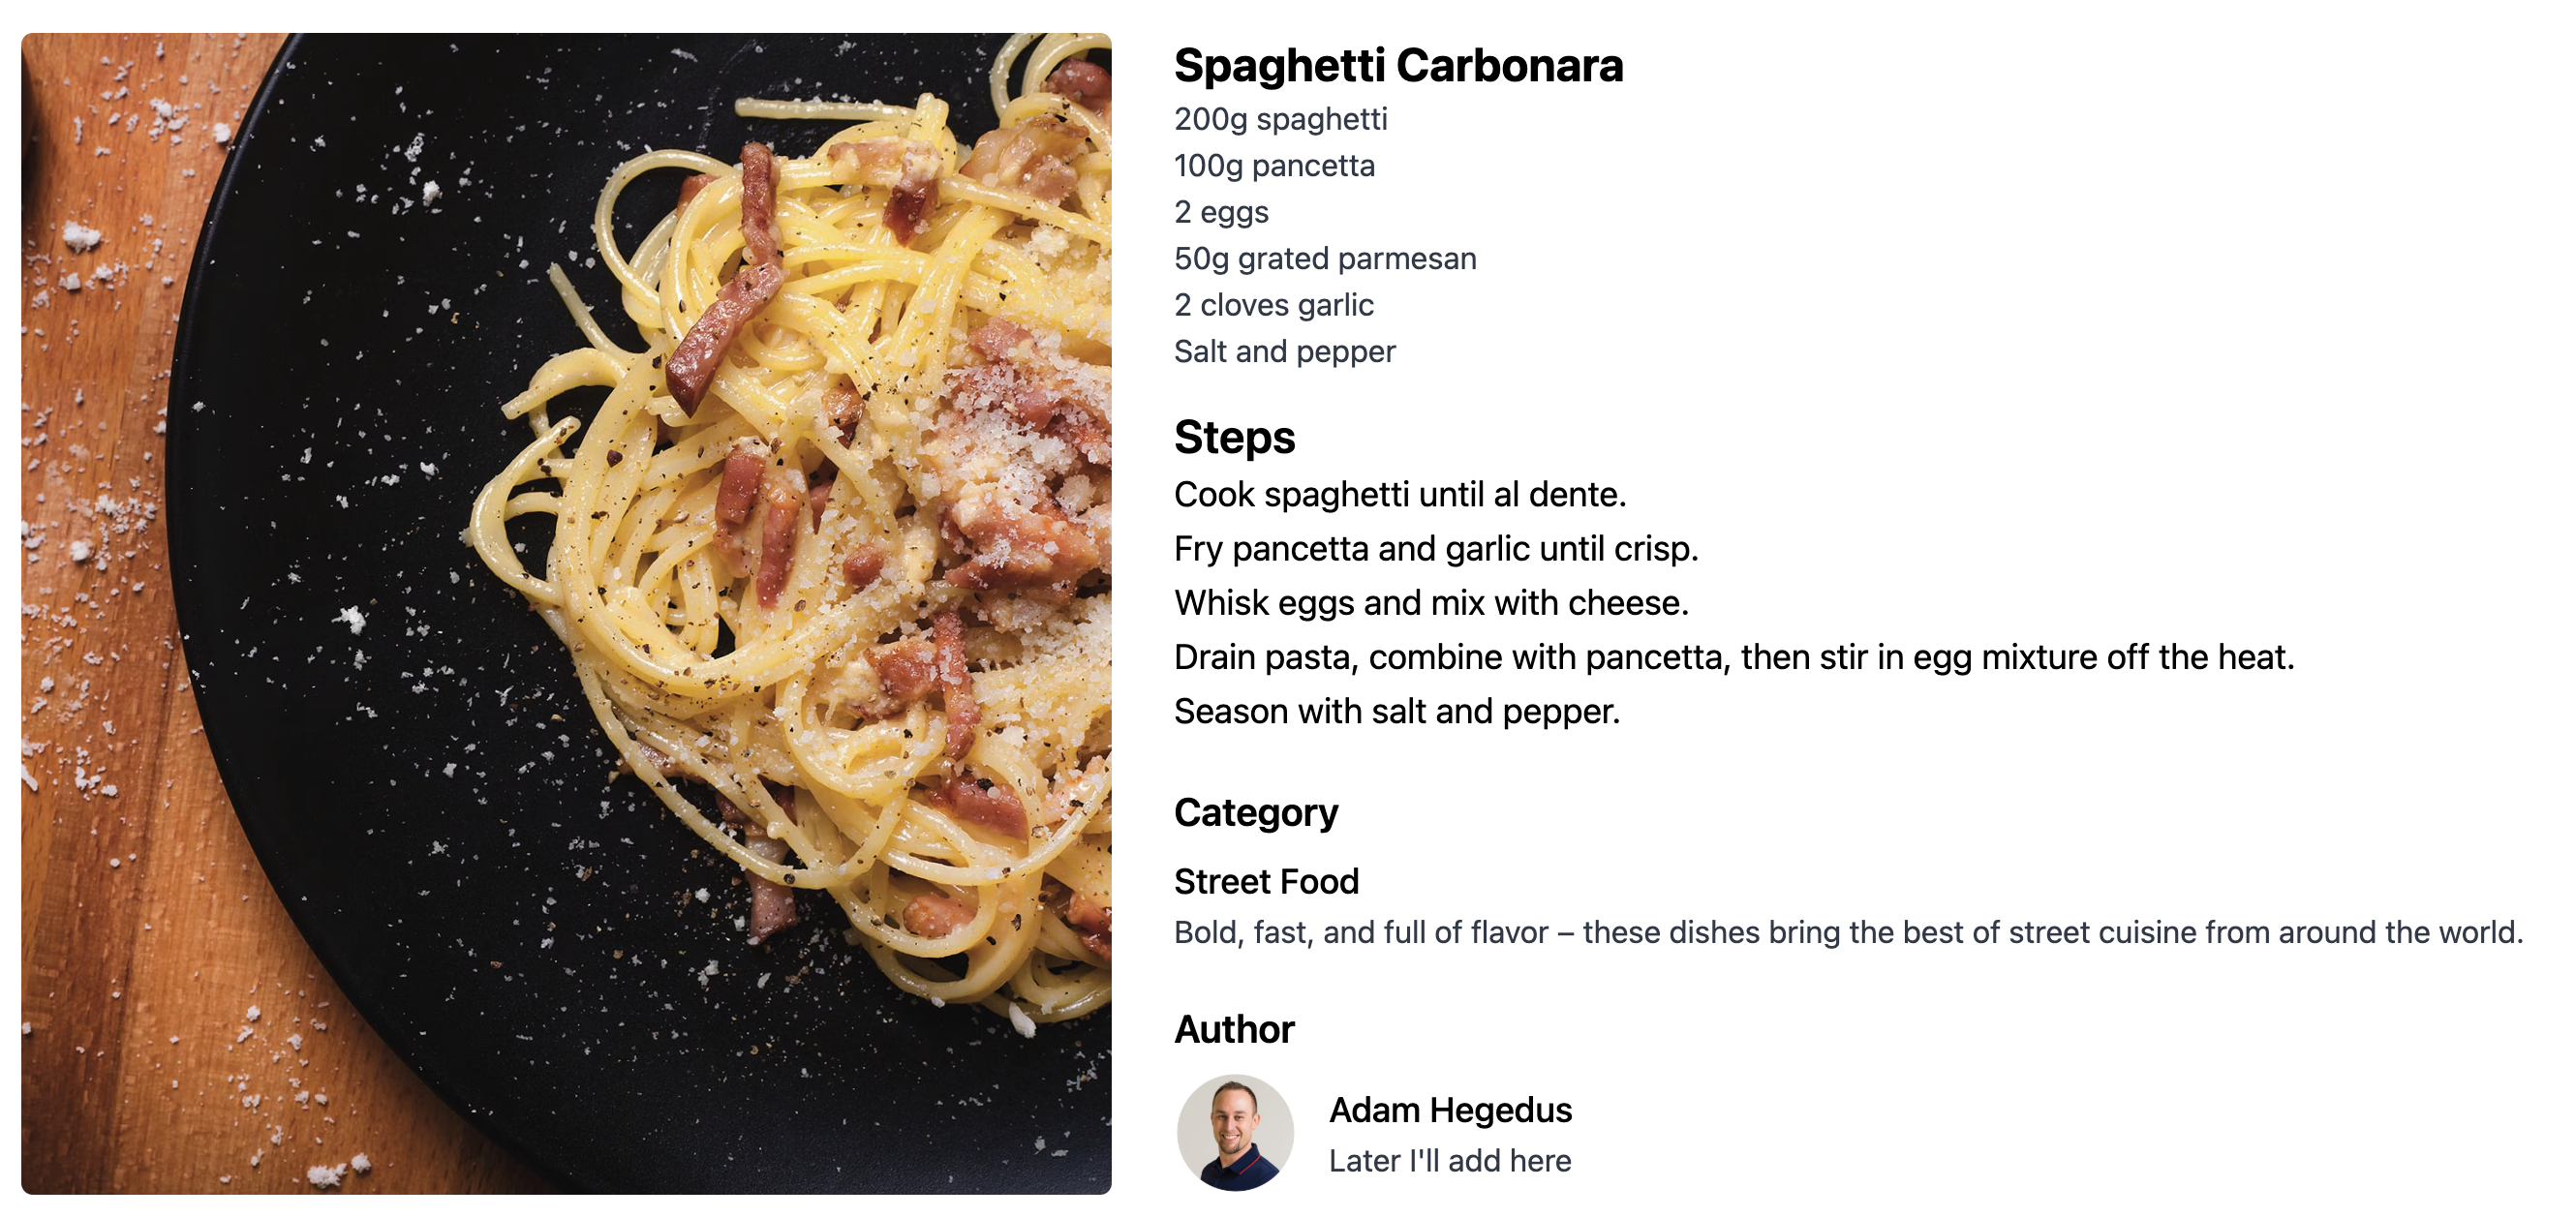 Spaghetti Carbonara
200g spaghetti
100g pancetta
2 eggs
50g grated parmesan
2 cloves garlic
Salt and pepper
Steps
Cook spaghetti until al dente.
Fry pancetta and garlic until crisp.
Whisk eggs and mix with cheese.
Drain pasta, combine with pancetta, then stir in egg mixture off the heat.
Season with salt and pepper.
Category
Street Food
Bold, fast, and full of flavor – these dishes bring the best of street cuisine from around the world.
Author
Adam Hegedus
Later I'll add here